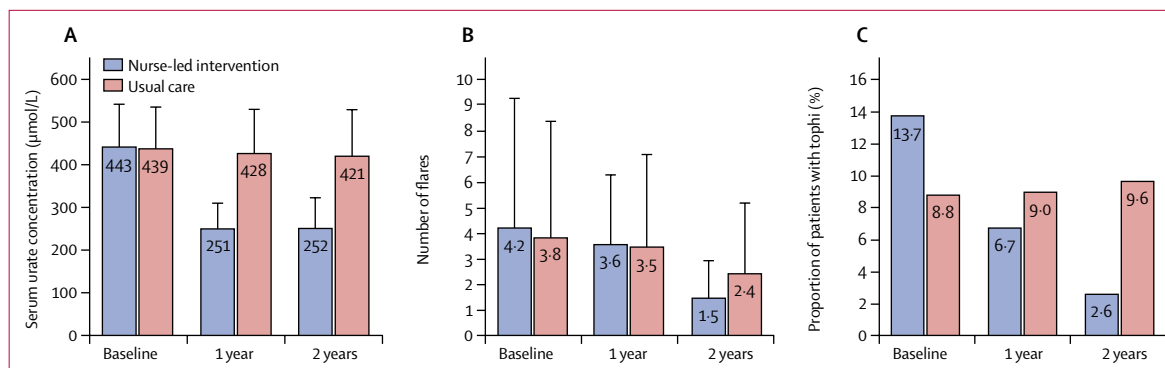 A
Nurse-led intervention
Usual care
Serum urate concentration (µmol/L)
600
500
400
300
200
100
0
443
439
251
428
252
421
Baseline
1 year
2 years
B
Number of flares
10
9
8
7
6
5
4
3
2
1
0
4·2
3·8
3·6
3·5
1·5
2·4
Baseline
1 year
2 years
C
Proportion of patients with tophi (%)
16
14
12
10
8
6
4
2
0
13·7
8·8
6·7
9·0
2·6
9·6
Baseline
1 year
2 years